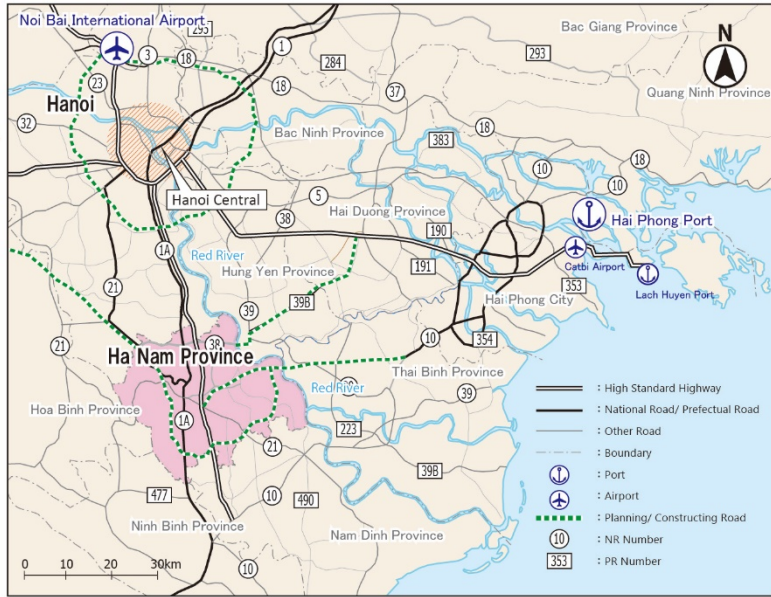 Noi Bai International Airport
295
1
Bac Giang Province
N
3
18
284
293
23
18
37
Quang Ninh Province
Hanoi
32
Bac Ninh Province
383
18
10
18
10
Hanoi Central
5
Hai Phong Port
38
Hai Duong Province
190
1A
Red River
191
Catbi Airport
Hung Yen Province
353
Lach Huyen Port
21
39B
Hai Phong City
39
21
38
10
354
Ha Nam Province
Thai Binh Province
Red River
39
Hoa Binh Province
1A
223
21
39B
477
10
490
Ninh Binh Province
Nam Dinh Province
10
0 10 20 30km
: High Standard Highway
: National Road/ Prefectual Road
: Other Road
: Boundary
: Port
: Airport
: Planning/ Constructing Road
10 : NR Number
353 : PR Number